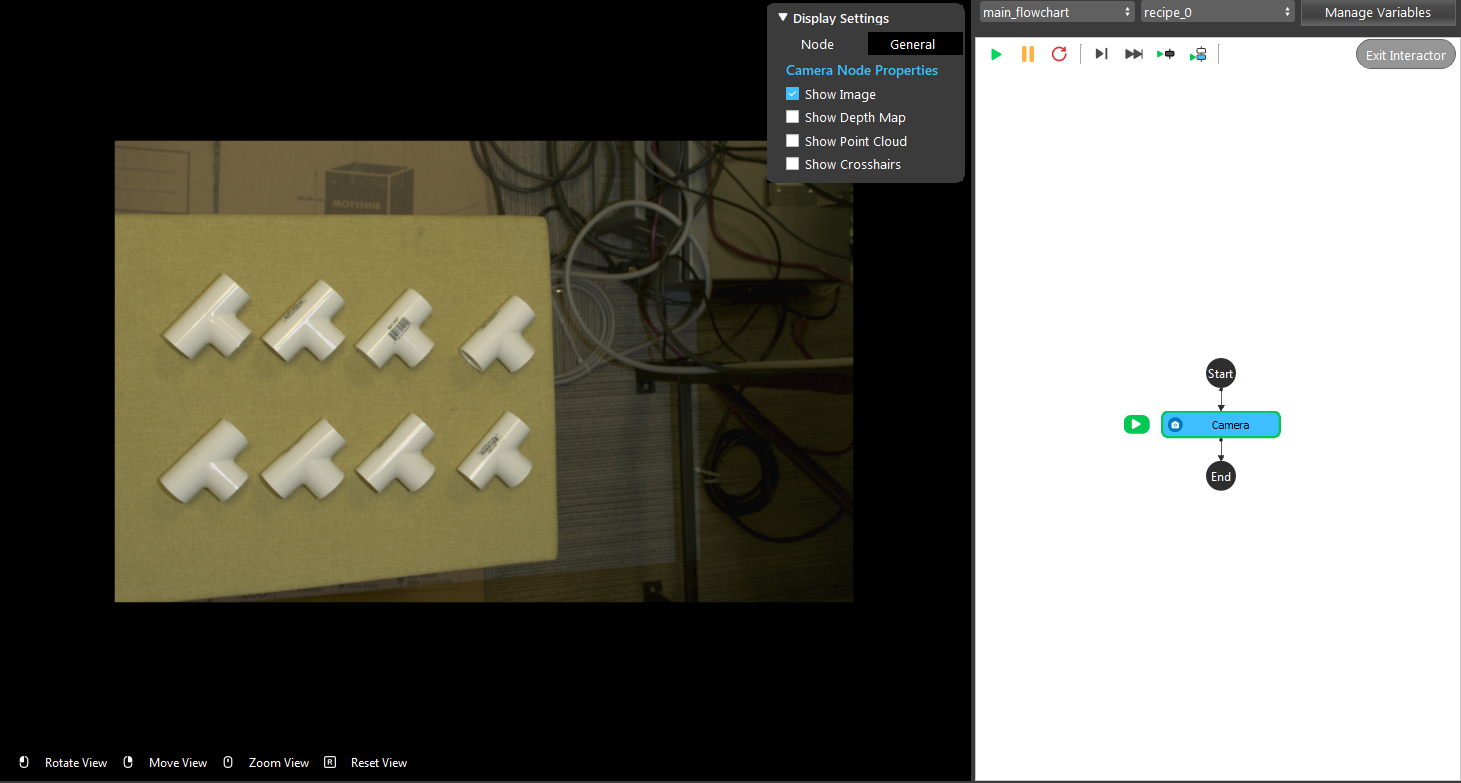 main_flowchart
recipe_0
Manage Variables
Display Settings
Node
General
Camera Node Properties
Show Image
Show Depth Map
Show Point Cloud
Show Crosshairs
Exit Interactor
MOYENNE
Start
Camera
End
Rotate View
Move View
Zoom View
R
Reset View